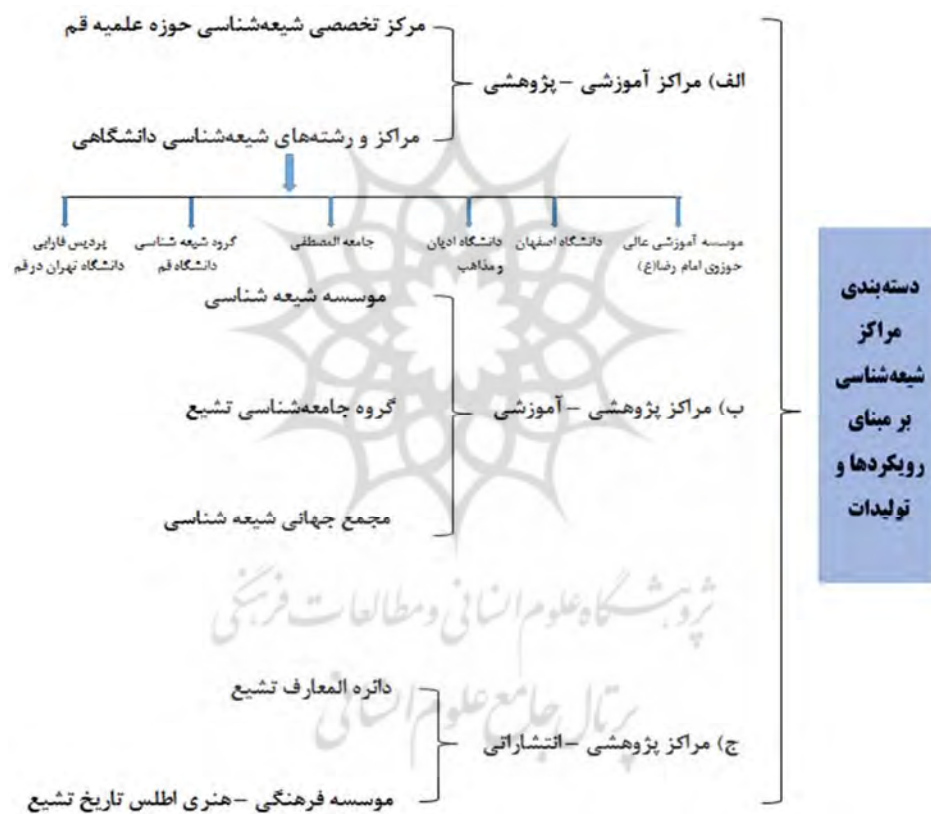 دسته‌بندی
مراکز
شیعه‌شناسی
بر مبنای
رویکردها و
تولیدات
الف) مراکز آموزشی – پژوهشی
مرکز تخصصی شیعه‌شناسی حوزه علمیه قم
مراکز و رشته‌های شیعه‌شناسی دانشگاهی
موسسه آموزشی عالی
حوزوی امام رضا(ع)
دانشگاه اصفهان
دانشگاه ادیان
و مذاهب
جامعه المصطفی
گروه شیعه شناسی
دانشگاه قم
پردیس فارابی
دانشگاه تهران در قم
ب) مراکز پژوهشی – آموزشی
موسسه شیعه شناسی
گروه جامعه‌شناسی تشیع
مجمع جهانی شیعه شناسی
ج) مراکز پژوهشی –انتشاراتی
دائره المعارف تشیع
موسسه فرهنگی –هنری اطلس تاریخ تشیع
پژوهشگاه علوم انسانی و مطالعات فرهنگی
پرتال جامع علوم انسانی